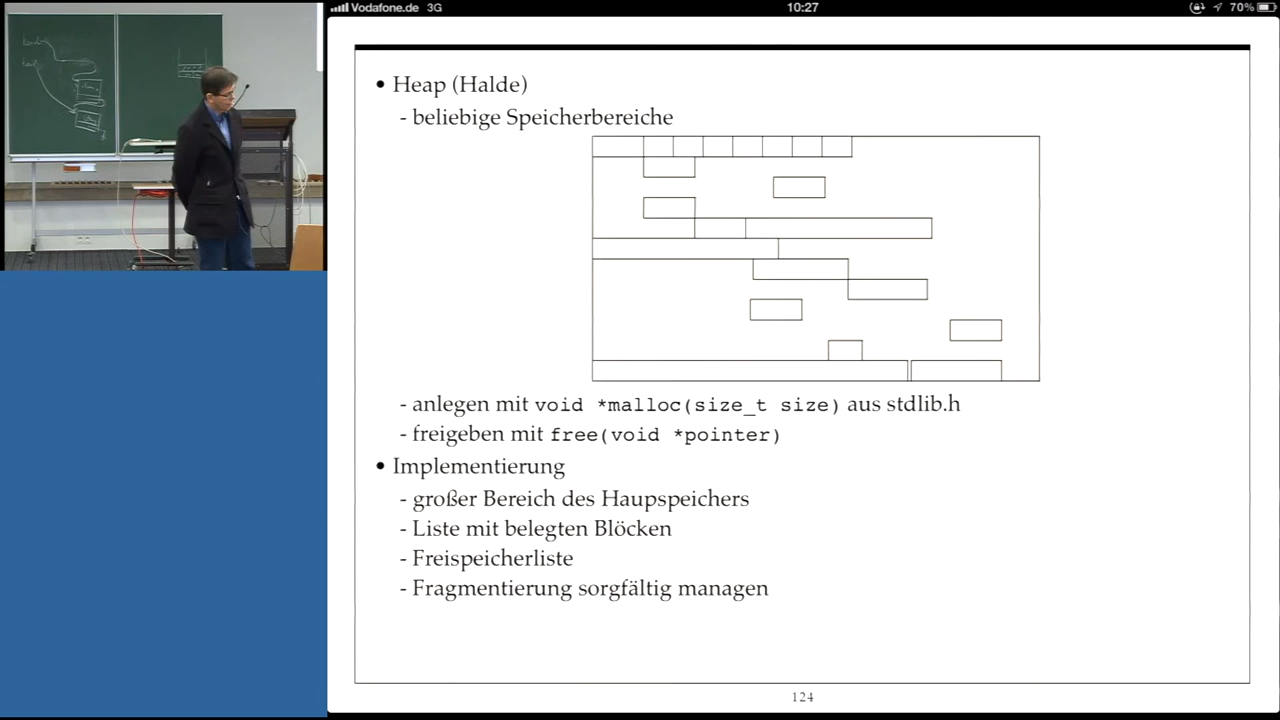 Vodafone.de 3G 10:27 70%
• Heap (Halde)
- beliebige Speicherbereiche
- anlegen mit void *malloc(size_t size) aus stdlib.h
- freigeben mit free(void *pointer)
• Implementierung
- großer Bereich des Haupspeichers
- Liste mit belegten Blöcken
- Freispeicherliste
- Fragmentierung sorgfältig managen
124